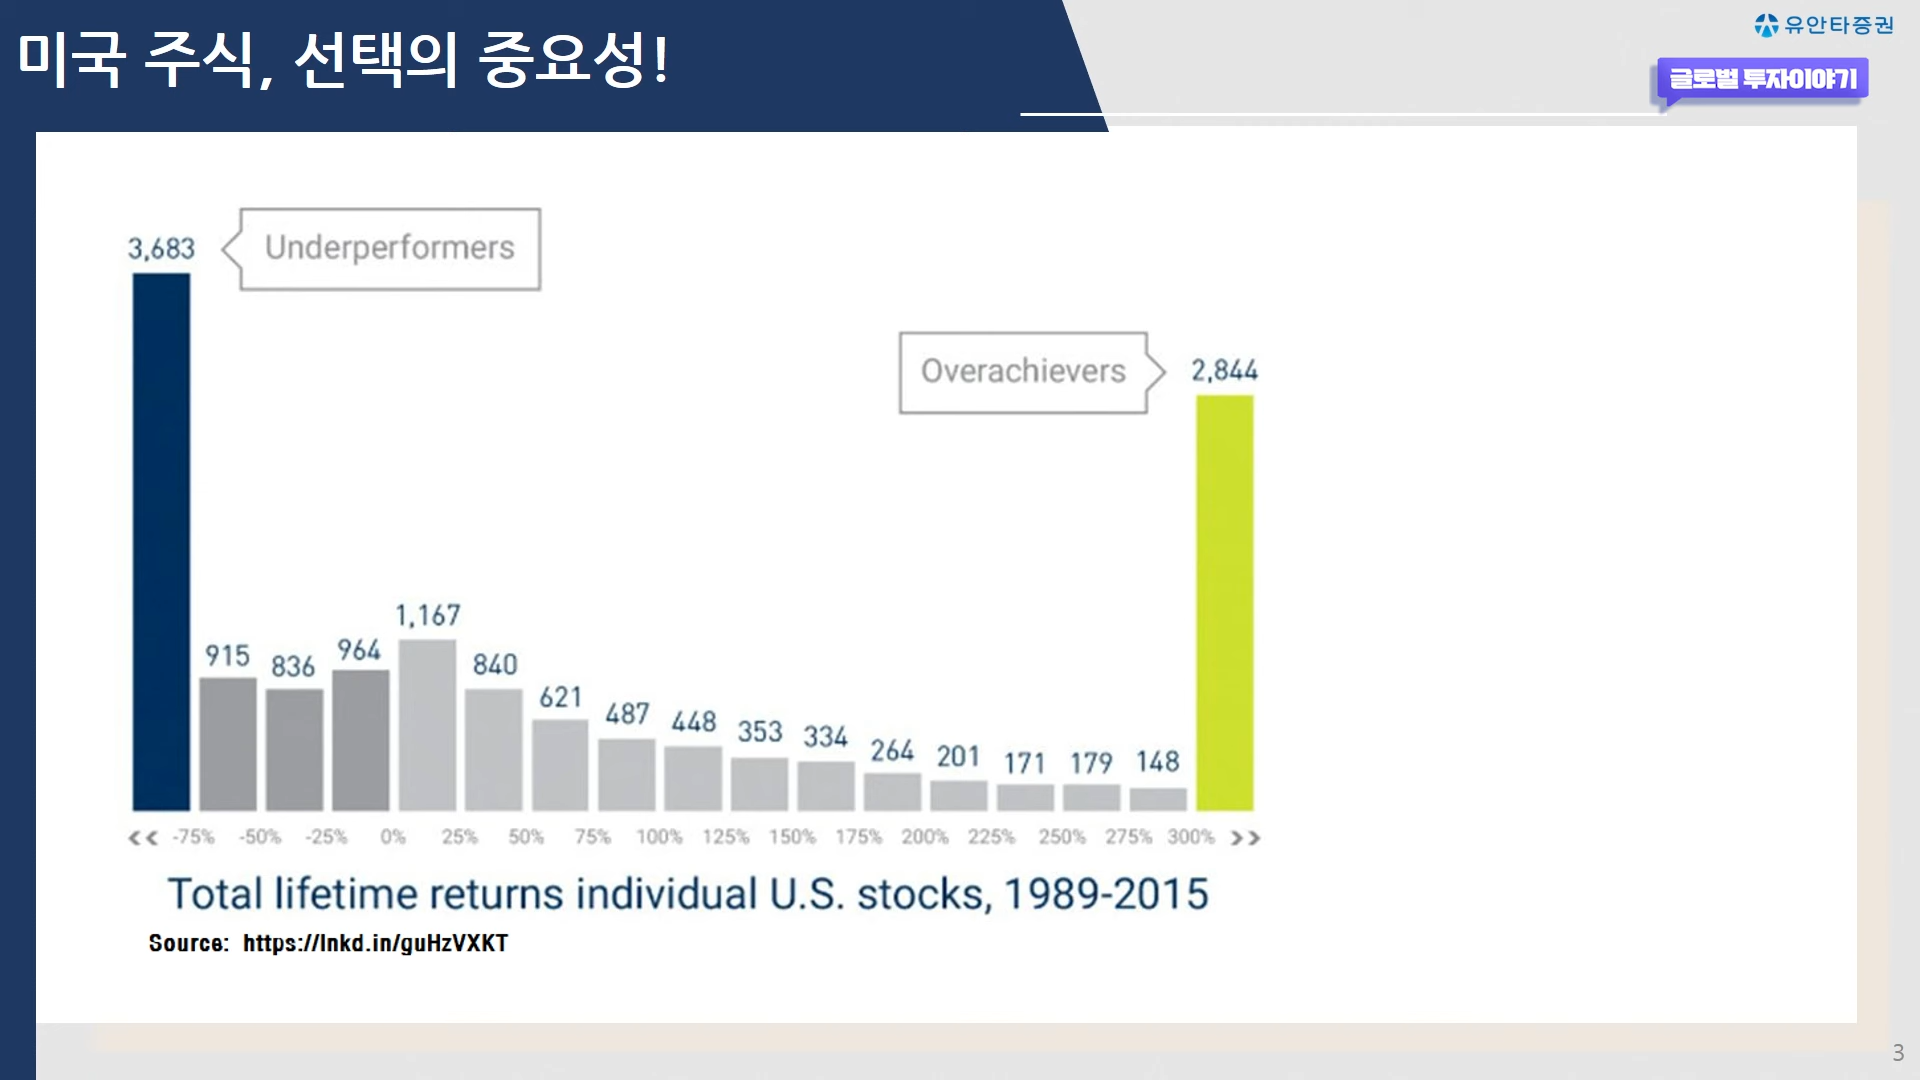 미국 주식, 선택의 중요성!
유안타증권
글로벌 투자이야기
3,683
Underperformers
Overachievers
2,844
915
836
964
1,167
840
621
487
448
353
334
264
201
171
179
148
<< -75% -50% -25% 0% 25% 50% 75% 100% 125% 150% 175% 200% 225% 250% 275% 300% >>
Total lifetime returns individual U.S. stocks, 1989-2015
Source: https://lnkd.in/guHzVXKT
3